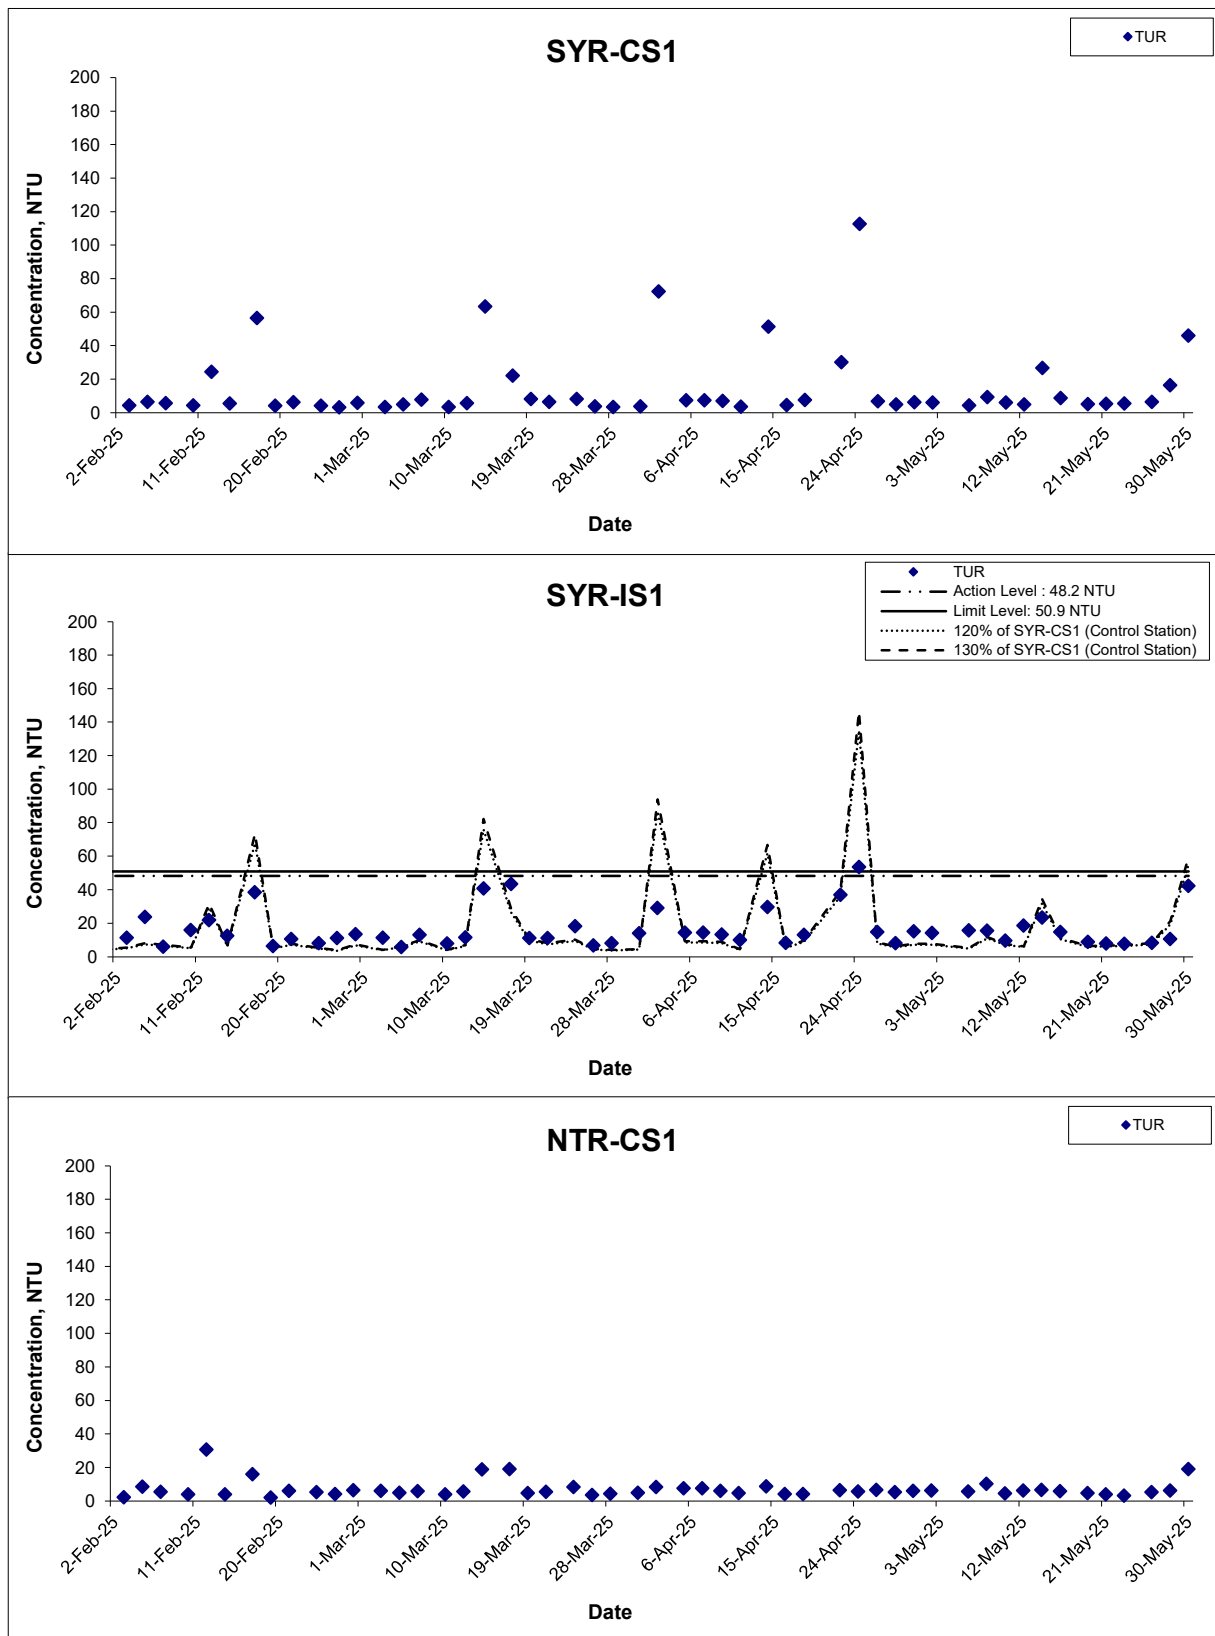 SYR-CS1
TUR
Concentration, NTU
200
180
160
140
120
100
80
60
40
20
0
2-Feb-25
11-Feb-25
20-Feb-25
1-Mar-25
10-Mar-25
19-Mar-25
28-Mar-25
6-Apr-25
15-Apr-25
24-Apr-25
3-May-25
12-May-25
21-May-25
30-May-25
Date
SYR-IS1
TUR
Action Level : 48.2 NTU
Limit Level: 50.9 NTU
120% of SYR-CS1 (Control Station)
130% of SYR-CS1 (Control Station)
Concentration, NTU
200
180
160
140
120
100
80
60
40
20
0
2-Feb-25
11-Feb-25
20-Feb-25
1-Mar-25
10-Mar-25
19-Mar-25
28-Mar-25
6-Apr-25
15-Apr-25
24-Apr-25
3-May-25
12-May-25
21-May-25
30-May-25
Date
NTR-CS1
TUR
Concentration, NTU
200
180
160
140
120
100
80
60
40
20
0
2-Feb-25
11-Feb-25
20-Feb-25
1-Mar-25
10-Mar-25
19-Mar-25
28-Mar-25
6-Apr-25
15-Apr-25
24-Apr-25
3-May-25
12-May-25
21-May-25
30-May-25
Date